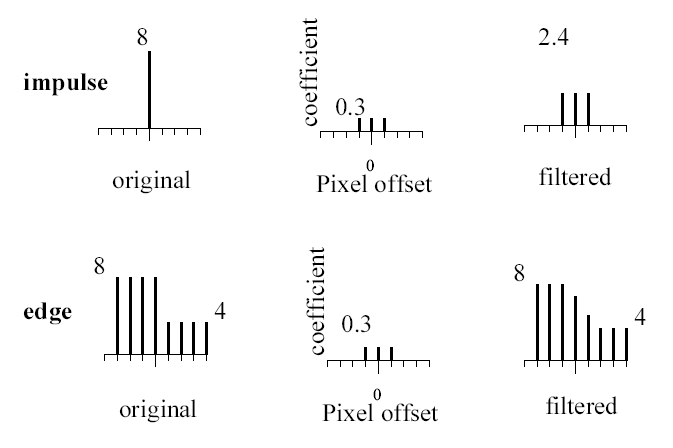 8
impulse
original
coefficient
0.3
0
Pixel offset
2.4
filtered
8
4
edge
original
coefficient
0.3
0
Pixel offset
8
4
filtered